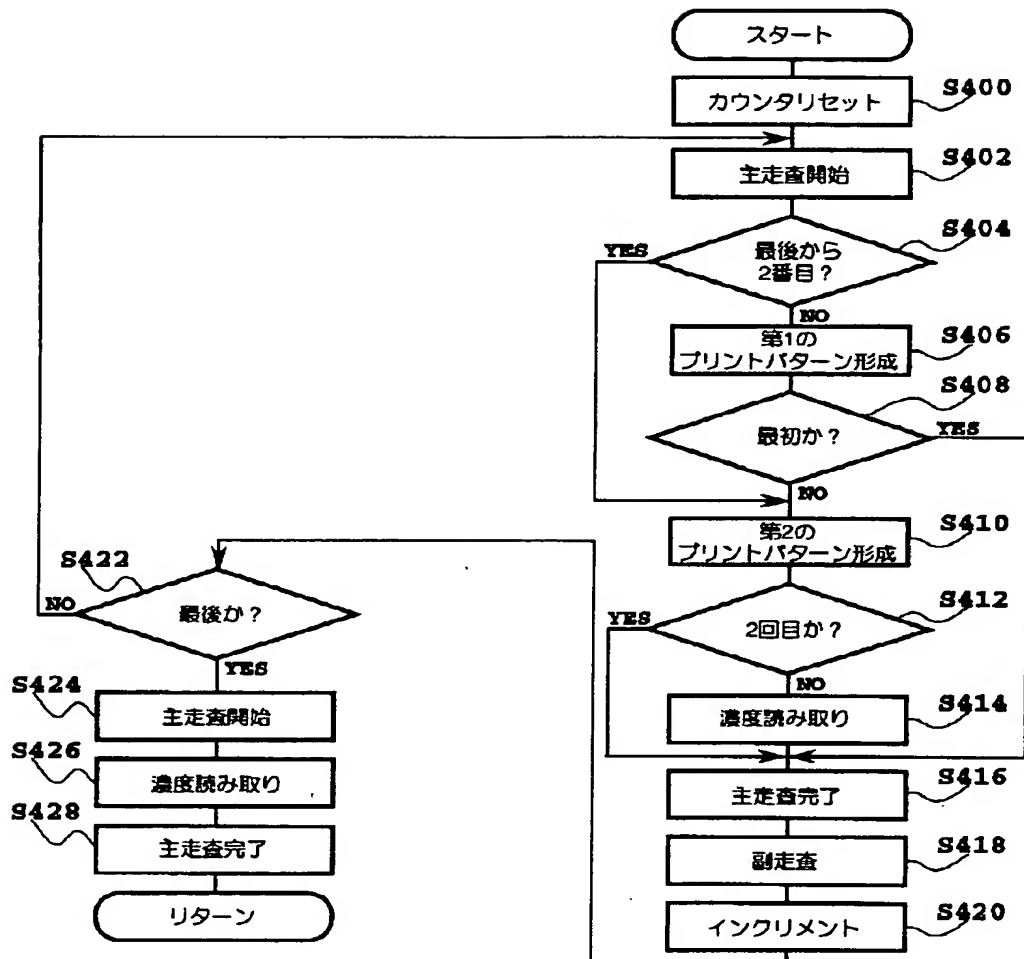 スタート
カウンタリセット
S400
主走査開始
S402
最後から
2番目?
S404
YES
NO
第1の
プリントパターン形成
S406
最初か?
S408
YES
NO
第2の
プリントパターン形成
S410
2回目か?
S412
YES
NO
濃度読み取り
S414
主走査完了
S416
副走査
S418
インクリメント
S420
S422
最後か?
NO
YES
S424
主走査開始
S426
濃度読み取り
S428
主走査完了
リターン